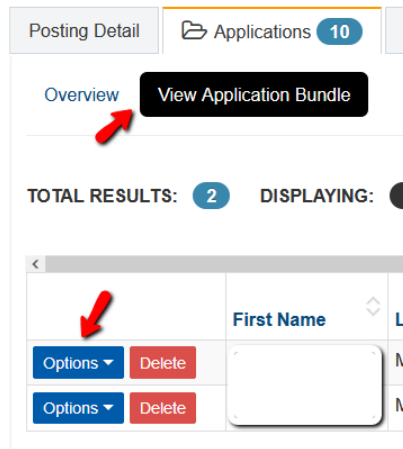 Posting Detail
Applications 10
Overview
View Application Bundle
TOTAL RESULTS: 2 DISPLAYING:
First Name
Options Delete
Options Delete